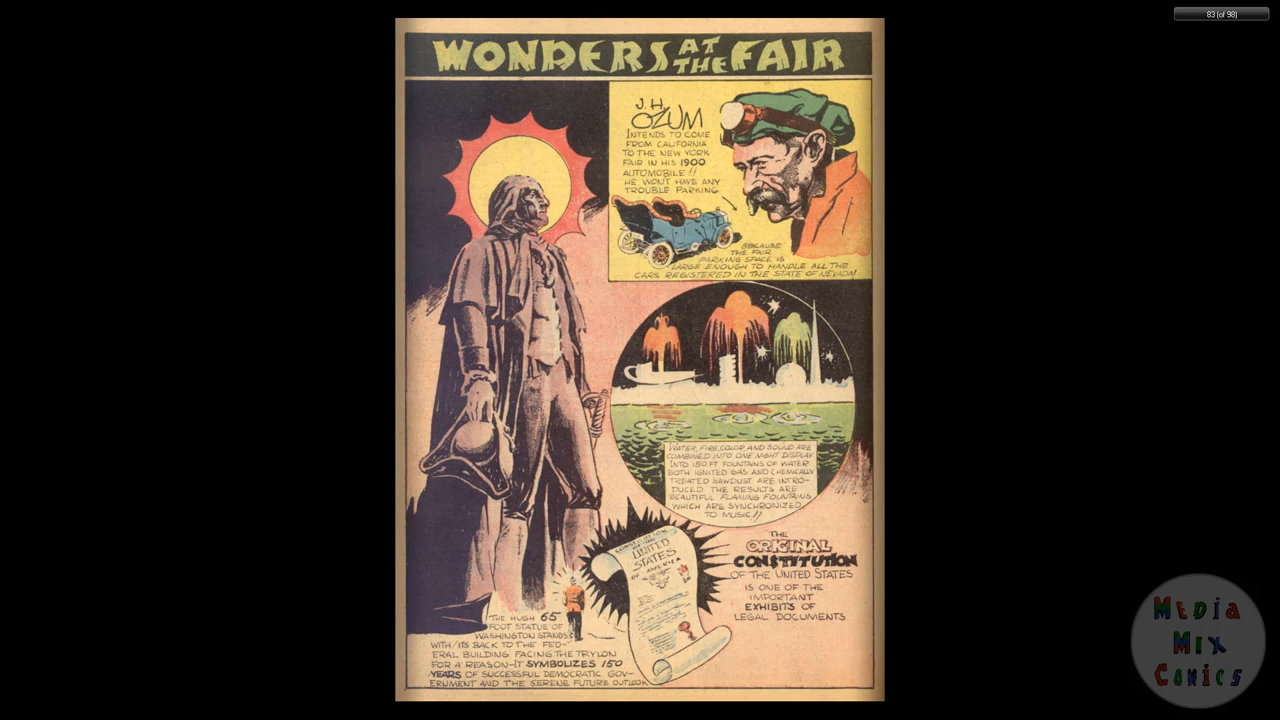 83 (of 98)
WONDERS AT THE FAIR
J. H.
OZUM
INTENDS TO COME
FROM CALIFORNIA
TO THE NEW YORK
FAIR IN HIS 1900
AUTOMOBILE!!
HE WON'T HAVE ANY
TROUBLE PARKING
BECAUSE
THE FAIR
PARKING SPACE IS
LARGE ENOUGH TO HANDLE ALL THE
CARS REGISTERED IN THE STATE OF NEVADA!
WATER, FIRE, COLOR AND SOUND ARE
COMBINED INTO ONE NIGHT DISPLAY
INTO 150 FT FOUNTAINS OF WATER
BOTH IGNITED GAS AND CHEMICALLY
TREATED SAWDUST ARE INTRO-
DUCED. THE RESULTS ARE
BEAUTIFUL FLAMING FOUNTAINS
WHICH ARE SYNCHRONIZED
TO MUSIC!!
CONSTITUTION
OF THE
UNITED
STATES
OF AMERICA
THE
ORIGINAL
CONSTITUTION
OF THE UNITED STATES
IS ONE OF THE
IMPORTANT
EXHIBITS OF
LEGAL DOCUMENTS
THE HUGH 65
FOOT STATUE OF
WASHINGTON STANDS
WITH ITS BACK TO THE FED-
ERAL BUILDING FACING THE TRYLON
FOR A REASON-IT SYMBOLIZES 150
YEARS OF SUCCESSFUL DEMOCRATIC GOV-
ERNMENT AND THE SERENE FUTURE OUTLOOK
MEDiA
MiX
COMiCS